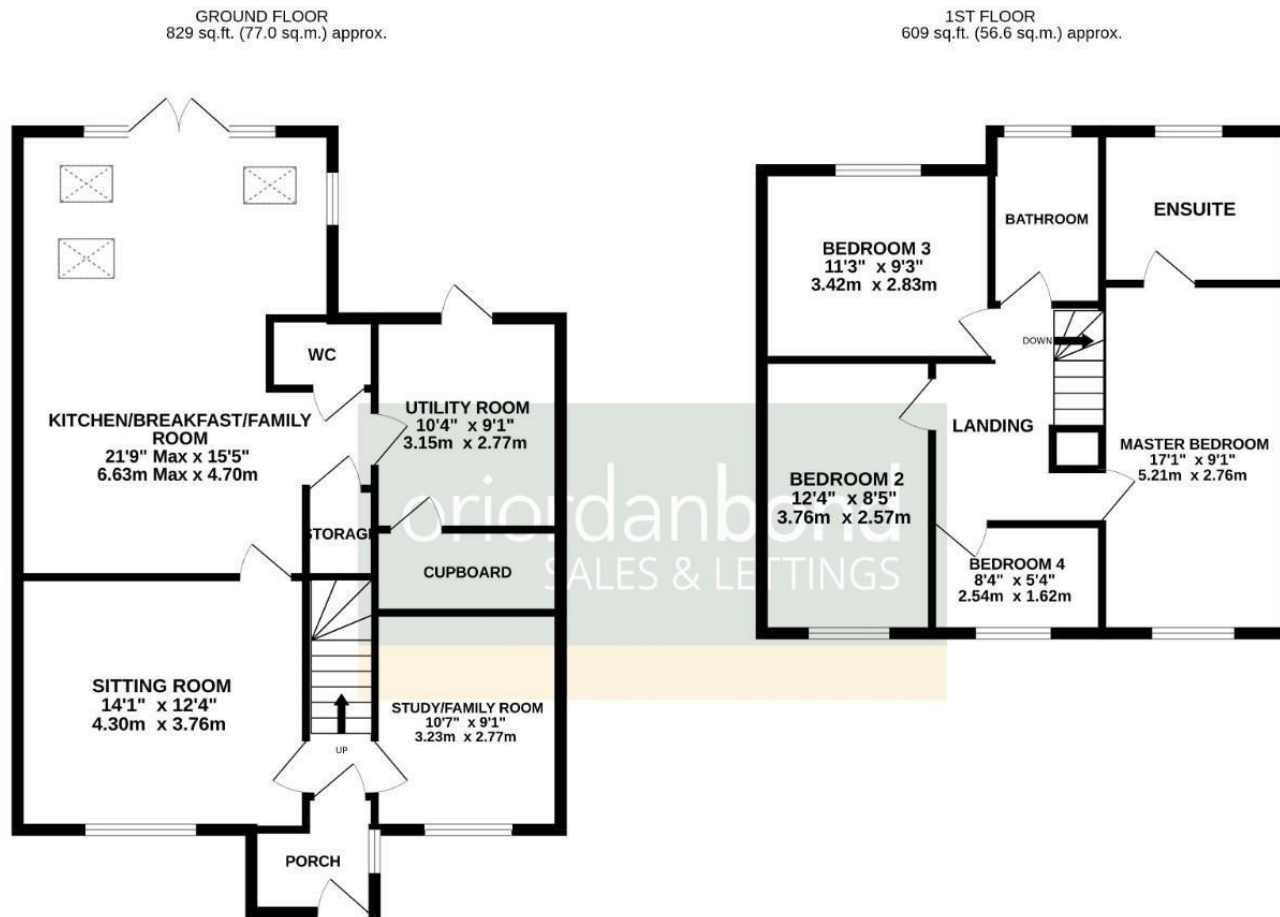 GROUND FLOOR
829 sq.ft. (77.0 sq.m.) approx.
1ST FLOOR
609 sq.ft. (56.6 sq.m.) approx.
WC
KITCHEN/BREAKFAST/FAMILY
ROOM
21'9" Max x 15'5"
6.63m Max x 4.70m
UTILITY ROOM
10'4" x 9'1"
3.15m x 2.77m
STORAGE
CUPBOARD
SITTING ROOM
14'1" x 12'4"
4.30m x 3.76m
STUDY/FAMILY ROOM
10'7" x 9'1"
3.23m x 2.77m
UP
PORCH
BEDROOM 3
11'3" x 9'3"
3.42m x 2.83m
BATHROOM
ENSUITE
DOWN
LANDING
MASTER BEDROOM
17'1" x 9'1"
5.21m x 2.76m
BEDROOM 2
12'4" x 8'5"
3.76m x 2.57m
BEDROOM 4
8'4" x 5'4"
2.54m x 1.62m
oriordanbond
SALES & LETTINGS